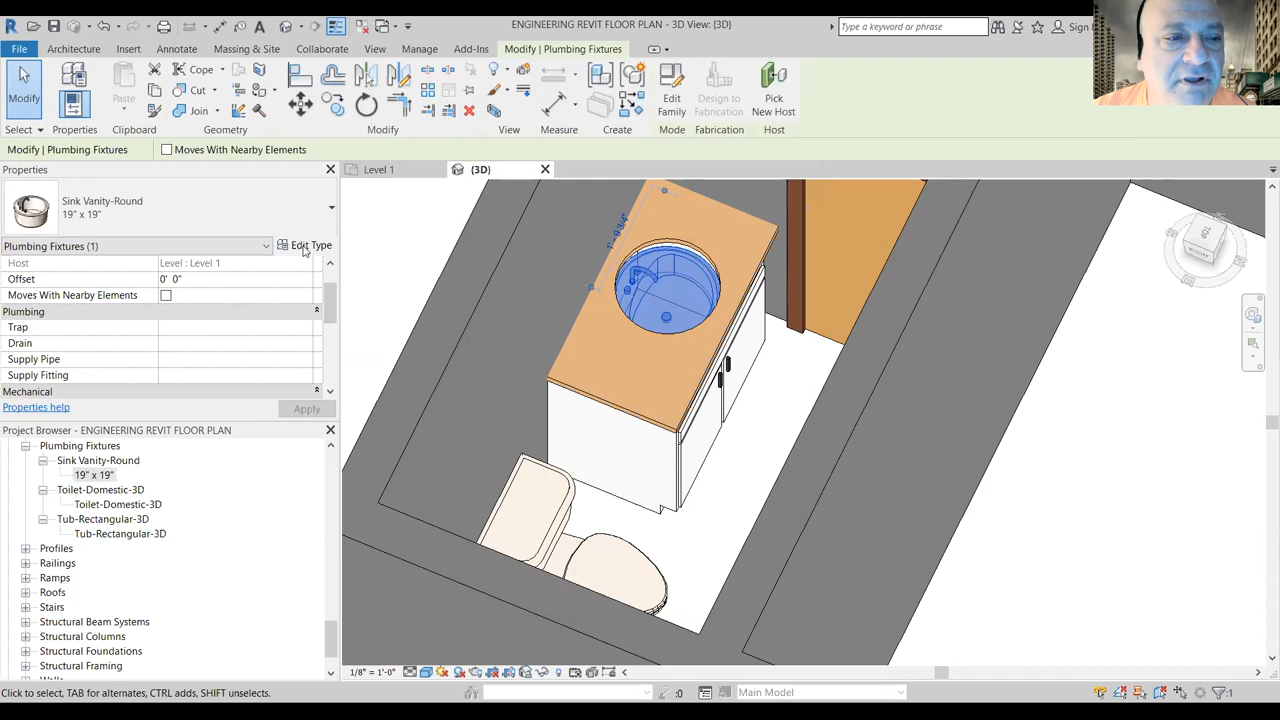 ENGINEERING REVIT FLOOR PLAN - 3D View: {3D}
Type a keyword or phrase
Sign
File Architecture Insert Annotate Massing & Site Collaborate View Manage Add-Ins Modify | Plumbing Fixtures
Modify
Paste
Cope
Cut
Join
Edit Family
Design to Fabrication
Pick New Host
Select Properties Clipboard Geometry Modify View Measure Create Mode Fabrication Host
Modify | Plumbing Fixtures Moves With Nearby Elements
Properties
Level 1
{3D}
Sink Vanity-Round
19" x 19"
Plumbing Fixtures (1) Edit Type
Host Level : Level 1
Offset 0' 0"
Moves With Nearby Elements
Plumbing
Trap
Drain
Supply Pipe
Supply Fitting
Mechanical
Properties help Apply
Project Browser - ENGINEERING REVIT FLOOR PLAN
Plumbing Fixtures
Sink Vanity-Round
19" x 19"
Toilet-Domestic-3D
Toilet-Domestic-3D
Tub-Rectangular-3D
Tub-Rectangular-3D
Profiles
Railings
Ramps
Roofs
Stairs
Structural Beam Systems
Structural Columns
Structural Foundations
Structural Framing
1/8" = 1'-0"
Click to select, TAB for alternates, CTRL adds, SHIFT unselects.
:0
Main Model
:1